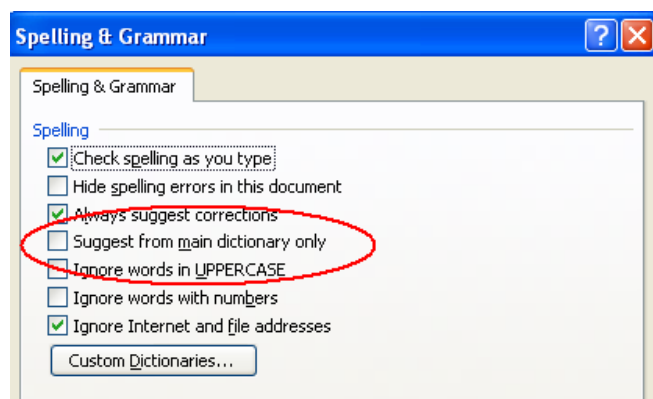 Spelling & Grammar
?
Spelling & Grammar
Spelling
Check spelling as you type
Hide spelling errors in this document
Always suggest corrections
Suggest from main dictionary only
Ignore words in UPPERCASE
Ignore words with numbers
Ignore Internet and file addresses
Custom Dictionaries...